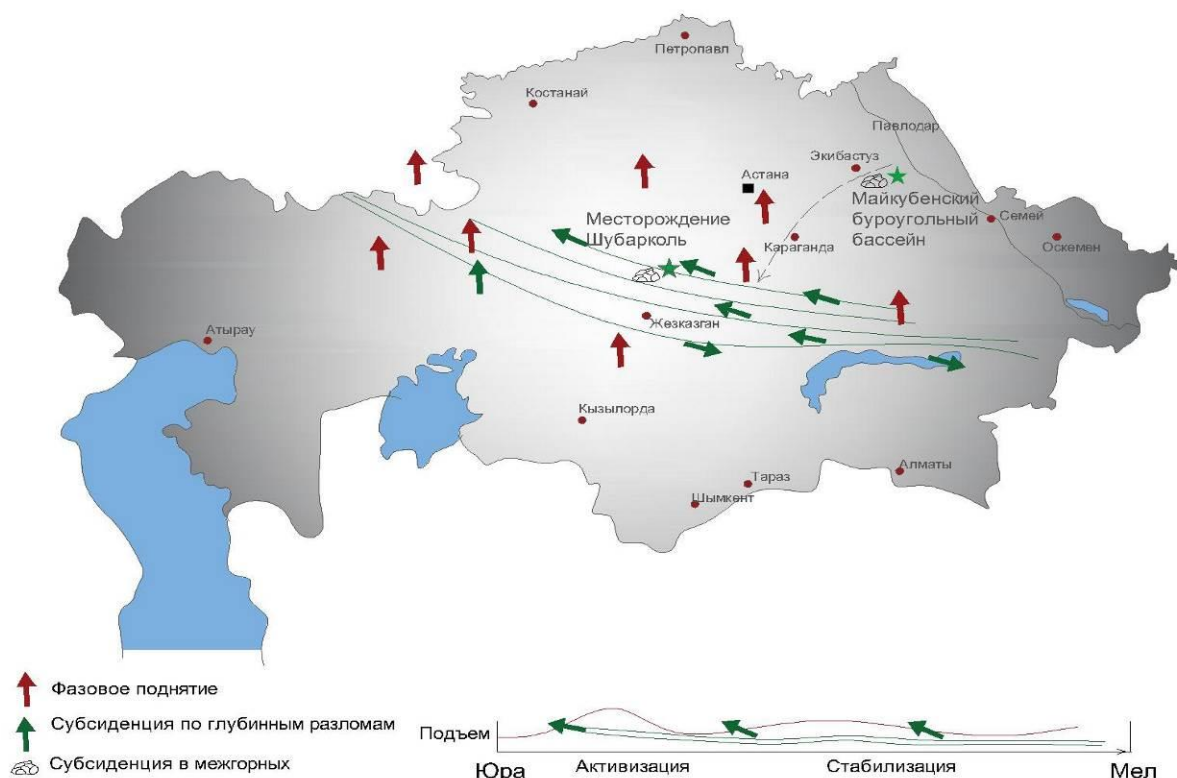 Петропавл
Костанай
Павлодар
Экибастуз
Астана
Майкубенский
буроугольный
бассейн
Семей
Оскемен
Месторождение
Шубарколь
Караганда
Жезказган
Атырау
Кызылорда
Алматы
Тараз
Шымкент
Фазовое поднятие
Субсиденция по глубинным разломам
Субсиденция в межгорных
Подъем
Юра
Активизация
Стабилизация
Мел